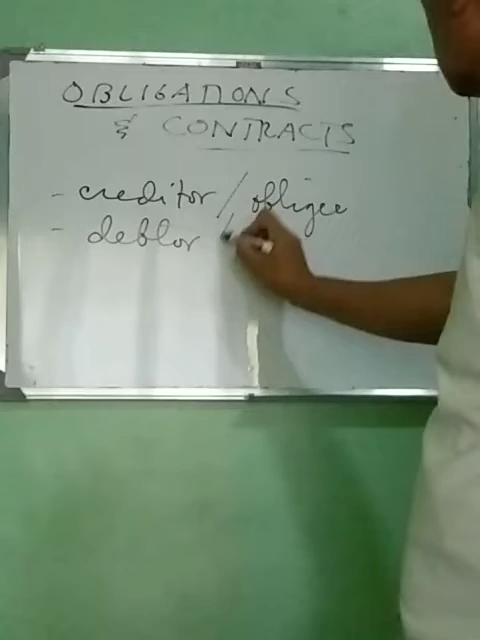 OBLIGATIONS
& CONTRACTS
- creditor / obligee
- debtor /